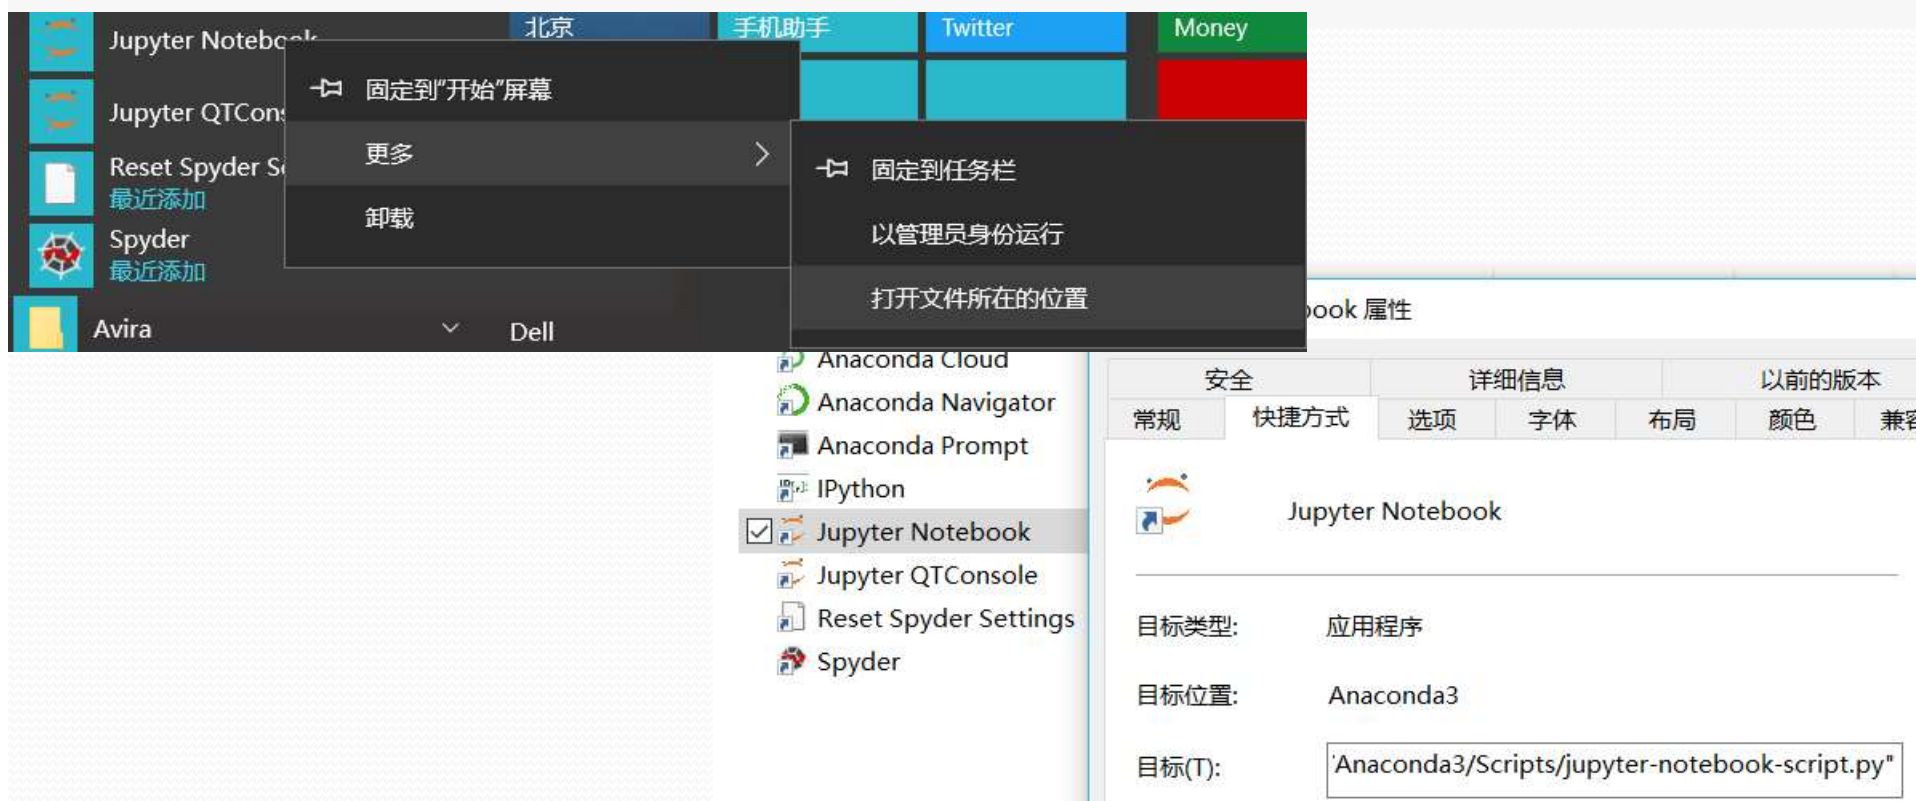 Jupyter Notebook
北京
手机助手
Twitter
Money
固定到"开始"屏幕
Jupyter QTCons
更多
固定到任务栏
Reset Spyder Se
最近添加
卸载
以管理员身份运行
Spyder
最近添加
打开文件所在的位置
Avira
Dell
book 属性
Anaconda Cloud
Anaconda Navigator
Anaconda Prompt
IPython
Jupyter Notebook
Jupyter QTConsole
Reset Spyder Settings
Spyder
安全 详细信息 以前的版本
常规 快捷方式 选项 字体 布局 颜色 兼容
Jupyter Notebook
目标类型: 应用程序
目标位置: Anaconda3
目标(T): 'Anaconda3/Scripts/jupyter-notebook-script.py"